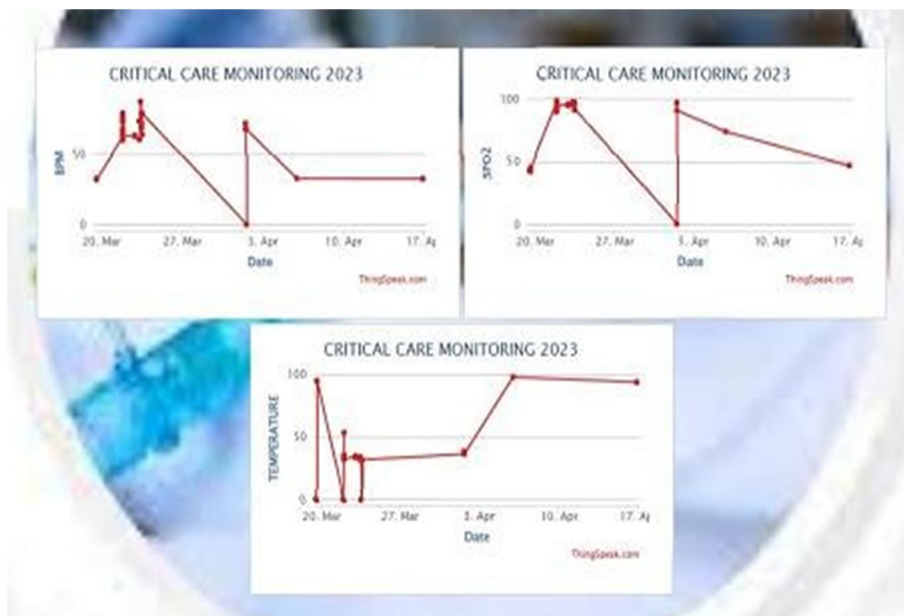 CRITICAL CARE MONITORING 2023
BPM
50
0
20. Mar 27. Mar 3. Apr 10. Apr 17. Ap
Date
ThingSpeak.com
CRITICAL CARE MONITORING 2023
SPO2
100
50
0
20. Mar 27. Mar 3. Apr 10. Apr 17. Ap
Date
ThingSpeak.com
CRITICAL CARE MONITORING 2023
TEMPERATURE
100
50
0
20. Mar 27. Mar 3. Apr 10. Apr 17. Ap
Date
ThingSpeak.com